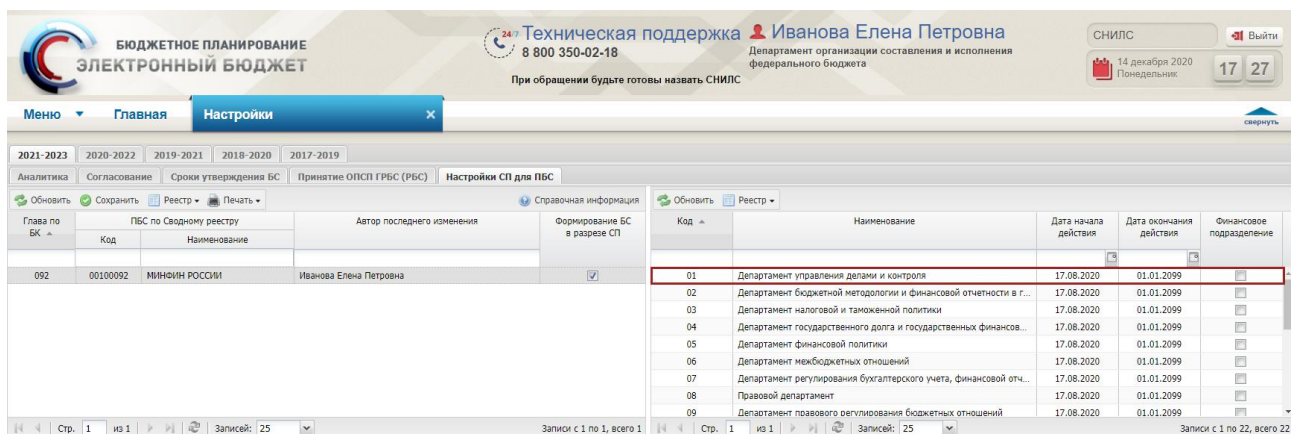 БЮДЖЕТНОЕ ПЛАНИРОВАНИЕ
ЭЛЕКТРОННЫЙ БЮДЖЕТ
24/7 Техническая поддержка
8 800 350-02-18
При обращении будьте готовы назвать СНИЛС
Иванова Елена Петровна
Департамент организации составления и исполнения
федерального бюджета
СНИЛС
Выйти
14 декабря 2020
Понедельник
17 27
Меню Главная Настройки
свернуть
2021-2023 2020-2022 2019-2021 2018-2020 2017-2019
Аналитика Согласование Сроки утверждения БС Принятие ОПСП ГРБС (РБС) Настройки СП для ПБС
Обновить Сохранить Реестр Печать Справочная информация
Глава по БК ПБС по Сводному реестру Автор последнего изменения Формирование БС в разрезе СП
Код Наименование
092 00100092 МИНФИН РОССИИ Иванова Елена Петровна
Стр. 1 из 1 Записей: 25 Записи с 1 по 1, всего 1
Обновить Реестр
Код Наименование Дата начала действия Дата окончания действия Финансовое подразделение
01 Департамент управления делами и контроля 17.08.2020 01.01.2099
02 Департамент бюджетной методологии и финансовой отчетности в г... 17.08.2020 01.01.2099
03 Департамент налоговой и таможенной политики 17.08.2020 01.01.2099
04 Департамент государственного долга и государственных финансов... 17.08.2020 01.01.2099
05 Департамент финансовой политики 17.08.2020 01.01.2099
06 Департамент межбюджетных отношений 17.08.2020 01.01.2099
07 Департамент регулирования бухгалтерского учета, финансовой отч... 17.08.2020 01.01.2099
08 Правовой департамент 17.08.2020 01.01.2099
09 Департамент правового регулирования бюджетных отношений 17.08.2020 01.01.2099
Стр. 1 из 1 Записей: 25 Записи с 1 по 22, всего 22